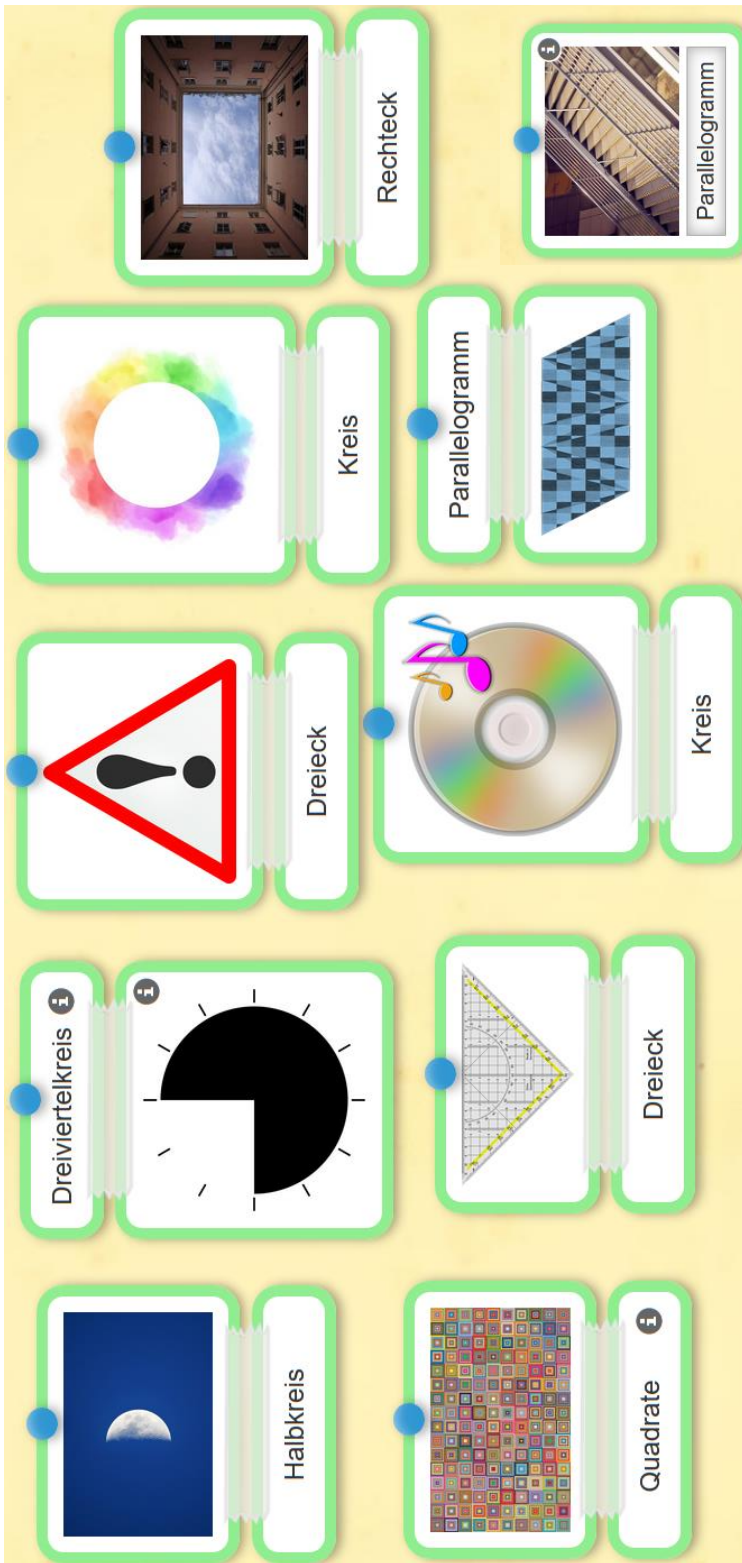 Halbkreis
Dreiviertelkreis
Dreieck
Kreis
Rechteck
Quadrate
Dreieck
Kreis
Parallelogramm
Parallelogramm